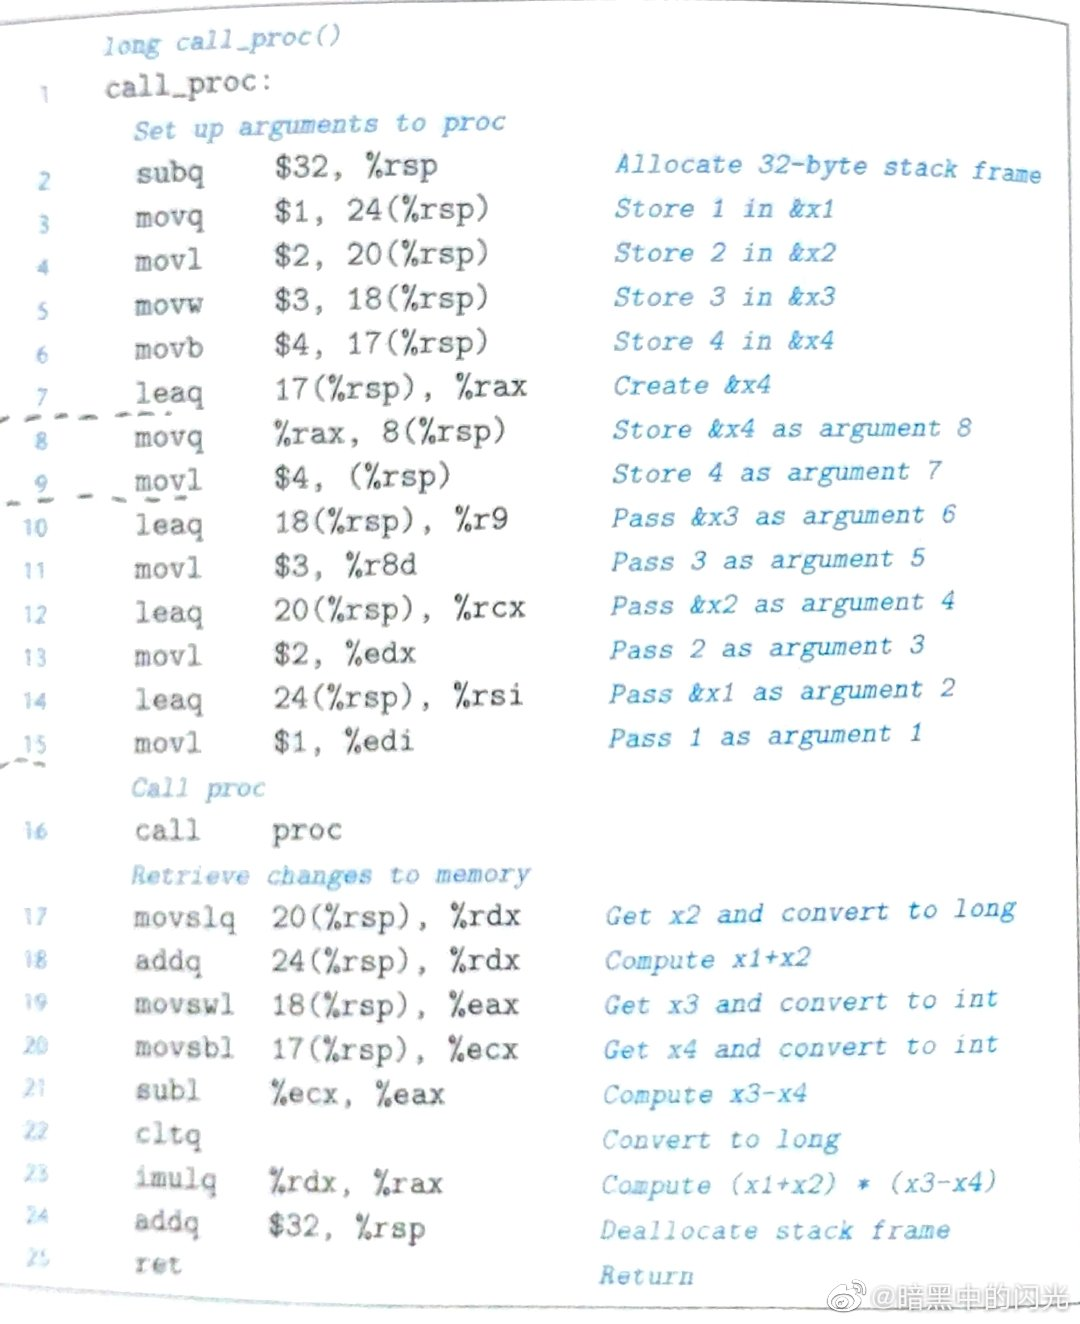 long call_proc()
1 call_proc:
Set up arguments to proc
2 subq $32, %rsp Allocate 32-byte stack frame
3 movq $1, 24(%rsp) Store 1 in &x1
4 movl $2, 20(%rsp) Store 2 in &x2
5 movw $3, 18(%rsp) Store 3 in &x3
6 movb $4, 17(%rsp) Store 4 in &x4
7 leaq 17(%rsp), %rax Create &x4
8 movq %rax, 8(%rsp) Store &x4 as argument 8
9 movl $4, (%rsp) Store 4 as argument 7
10 leaq 18(%rsp), %r9 Pass &x3 as argument 6
11 movl $3, %r8d Pass 3 as argument 5
12 leaq 20(%rsp), %rcx Pass &x2 as argument 4
13 movl $2, %edx Pass 2 as argument 3
14 leaq 24(%rsp), %rsi Pass &x1 as argument 2
15 movl $1, %edi Pass 1 as argument 1
Call proc
16 call proc
Retrieve changes to memory
17 movslq 20(%rsp), %rdx Get x2 and convert to long
18 addq 24(%rsp), %rdx Compute x1+x2
19 movswl 18(%rsp), %eax Get x3 and convert to int
20 movsbl 17(%rsp), %ecx Get x4 and convert to int
21 subl %ecx, %eax Compute x3-x4
22 cltq Convert to long
23 imulq %rdx, %rax Compute (x1+x2) * (x3-x4)
24 addq $32, %rsp Deallocate stack frame
25 ret Return
@暗黑中的闪光